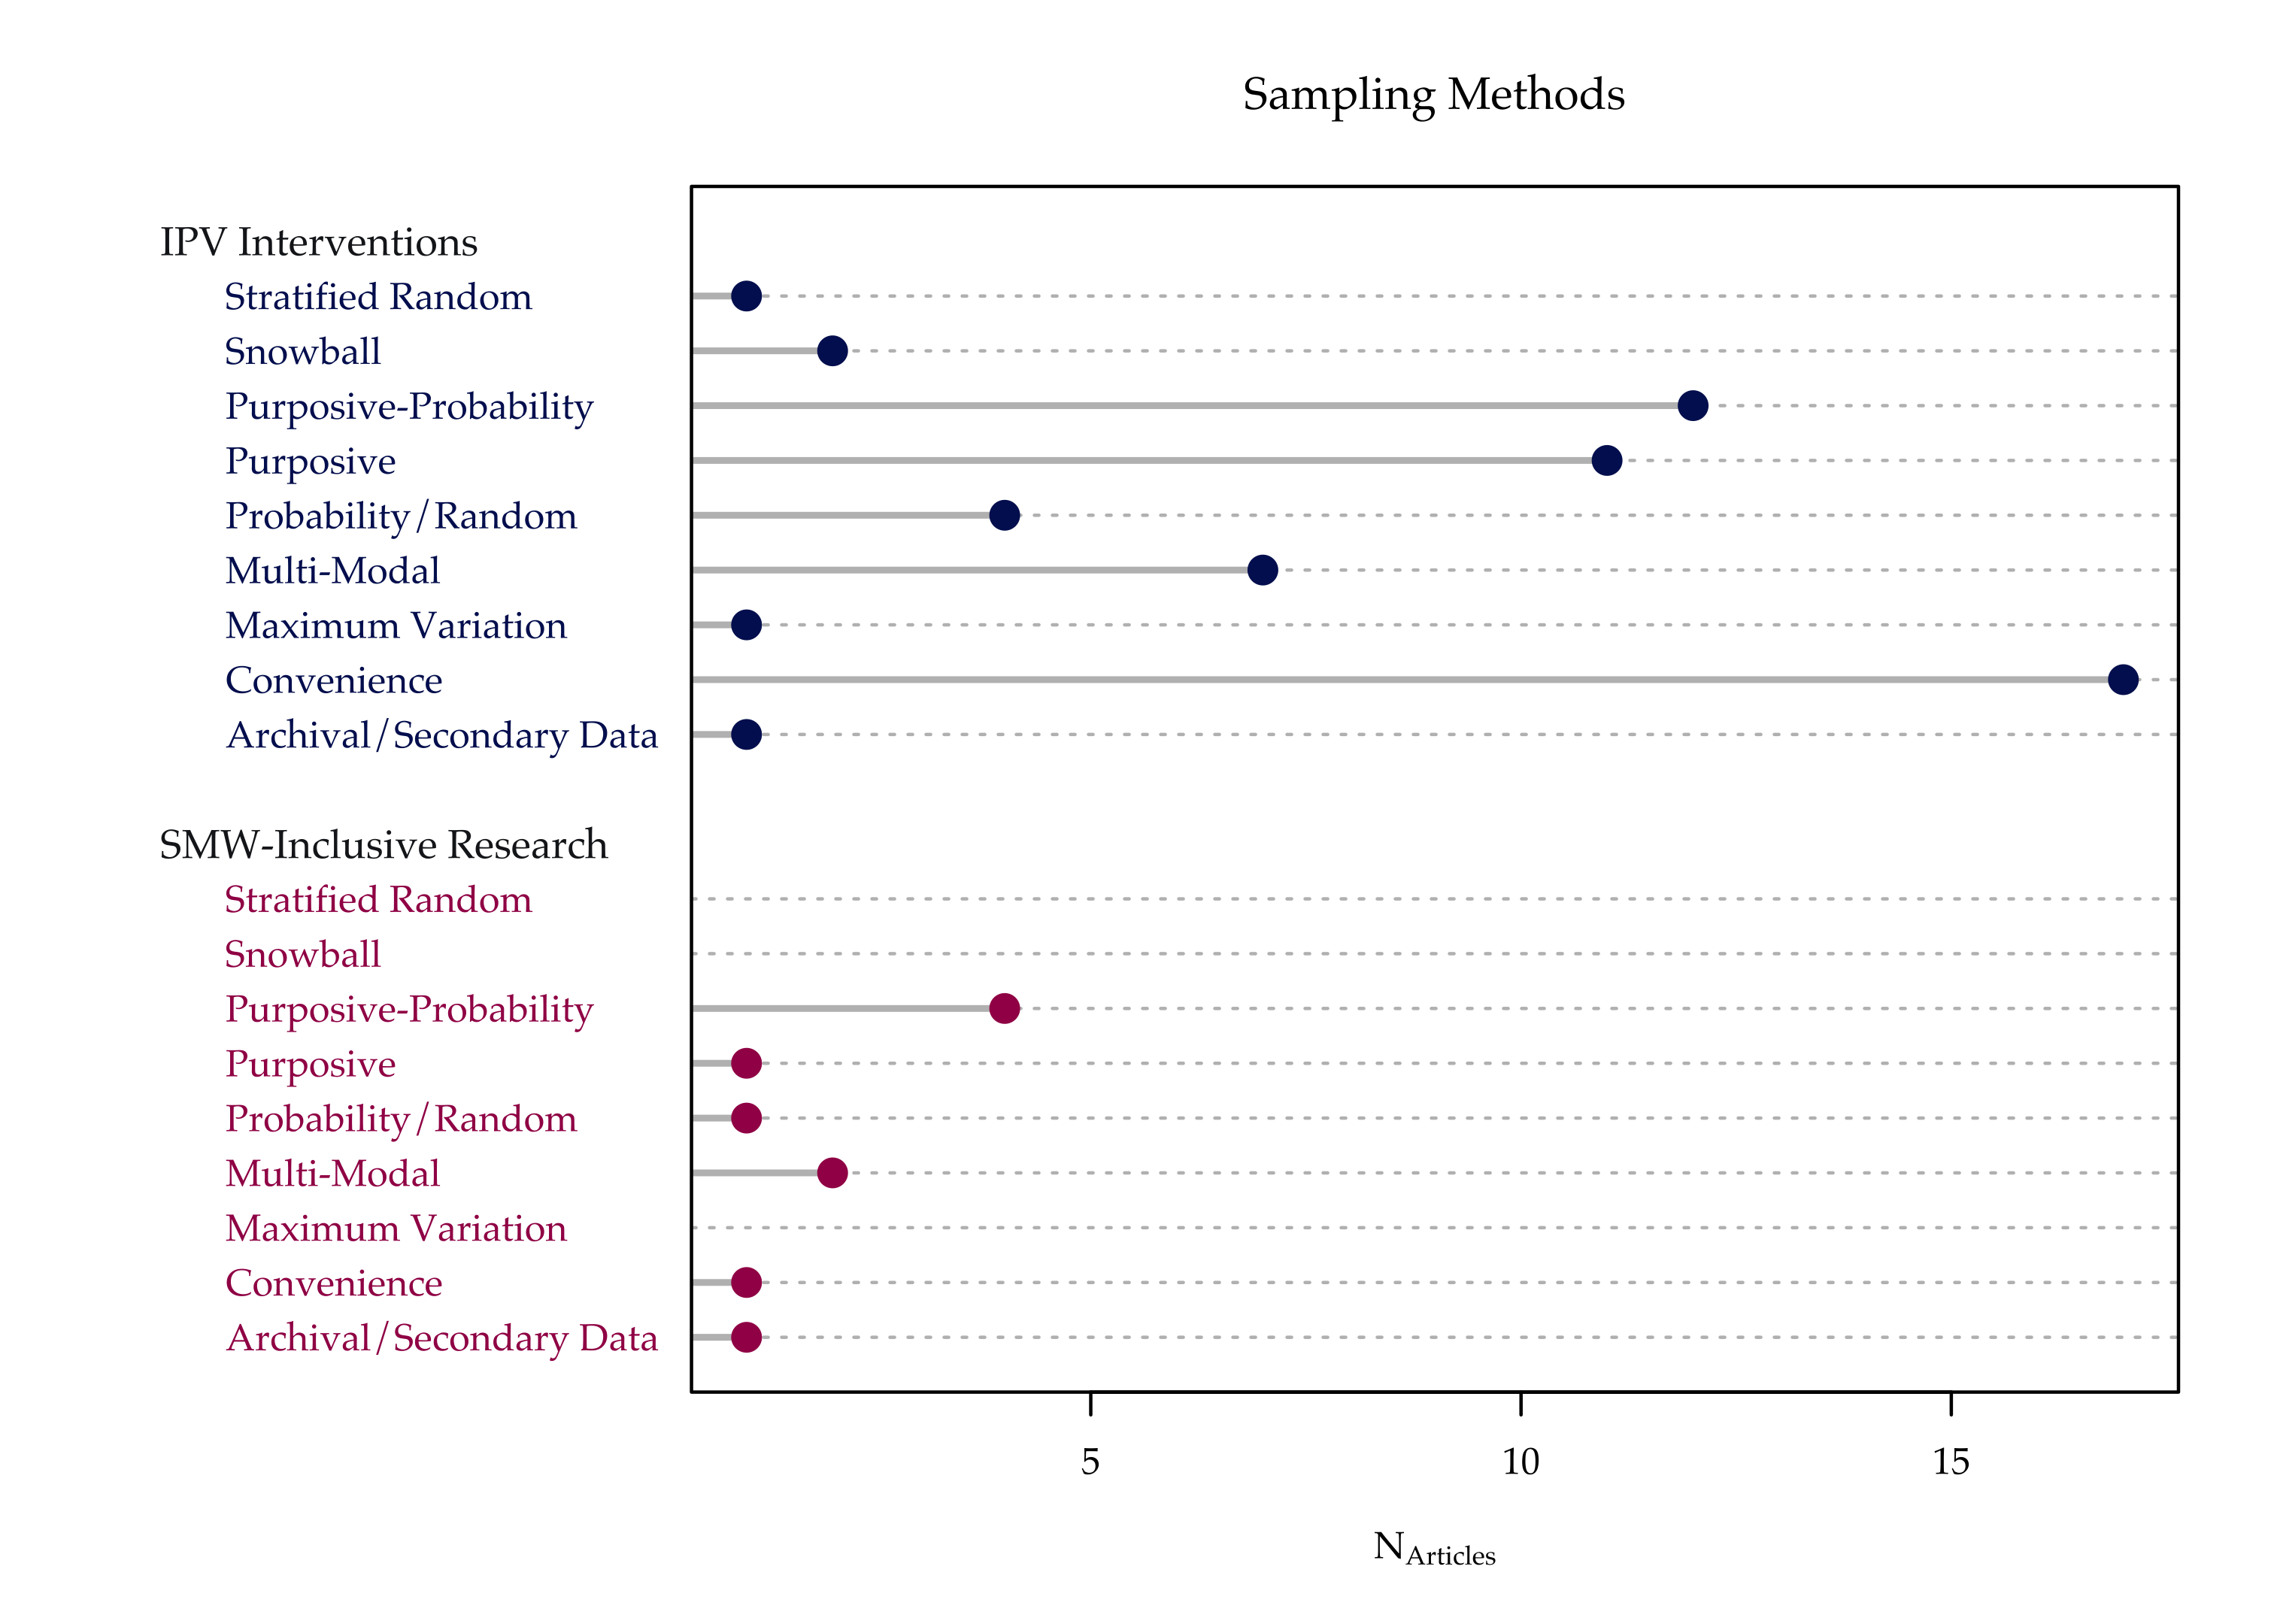 Sampling Methods
IPV Interventions
Stratified Random
Snowball
Purposive-Probability
Purposive
Probability/Random
Multi-Modal
Maximum Variation
Convenience
Archival/Secondary Data
SMW-Inclusive Research
Stratified Random
Snowball
Purposive-Probability
Purposive
Probability/Random
Multi-Modal
Maximum Variation
Convenience
Archival/Secondary Data
5 10 15
NArticles